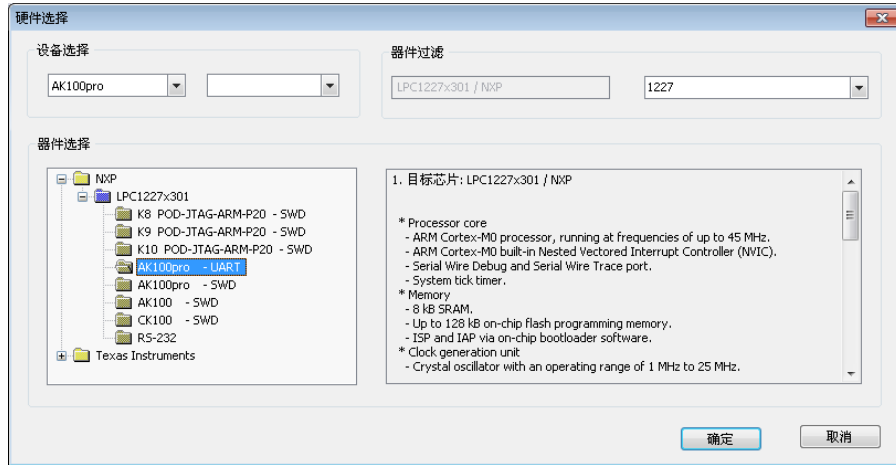 硬件选择
设备选择
器件过滤
AK100pro
LPC1227x301 / NXP
1227
器件选择
NXP
LPC1227x301
K8 POD-JTAG-ARM-P20 - SWD
K9 POD-JTAG-ARM-P20 - SWD
K10 POD-JTAG-ARM-P20 - SWD
AK100pro - UART
AK100pro - SWD
AK100 - SWD
CK100 - SWD
RS-232
Texas Instruments
1. 目标芯片: LPC1227x301 / NXP
* Processor core
- ARM Cortex-M0 processor, running at frequencies of up to 45 MHz.
- ARM Cortex-M0 built-in Nested Vectored Interrupt Controller (NVIC).
- Serial Wire Debug and Serial Wire Trace port.
- System tick timer.
* Memory
- 8 kB SRAM.
- Up to 128 kB on-chip flash programming memory.
- ISP and IAP via on-chip bootloader software.
* Clock generation unit
- Crystal oscillator with an operating range of 1 MHz to 25 MHz.
确定
取消